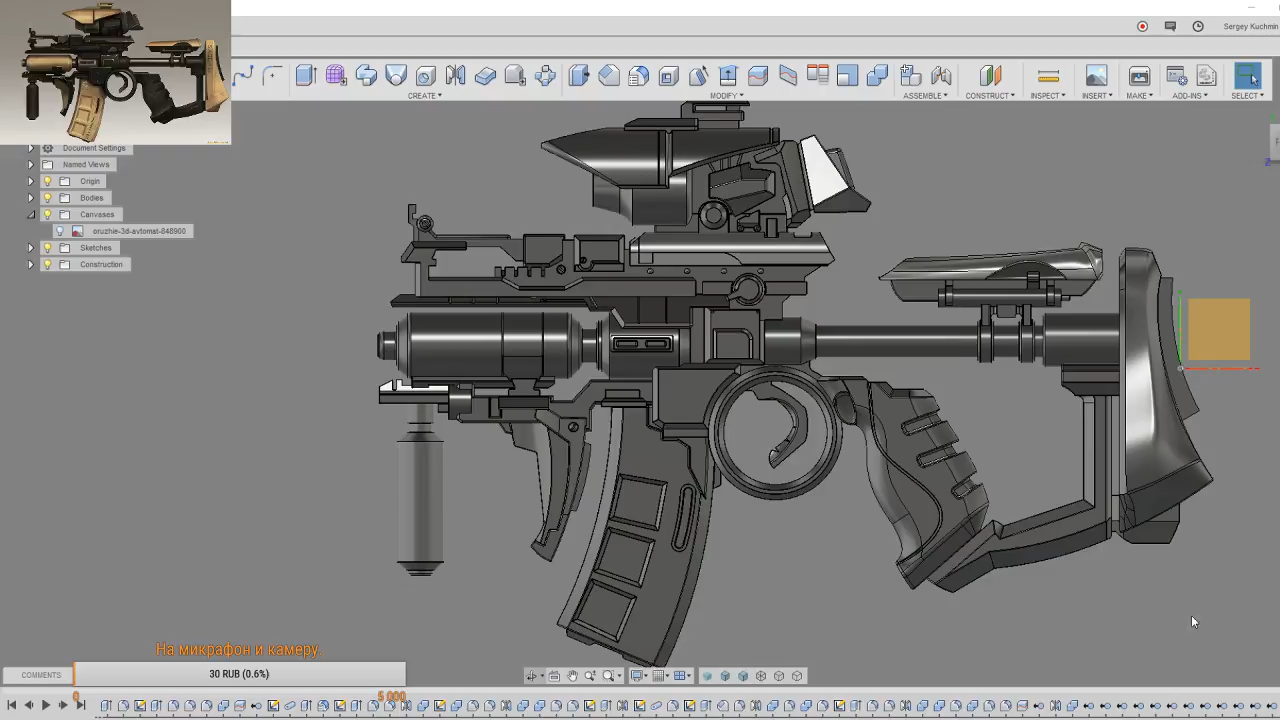 Sergey Kuchmin
CREATE
MODIFY
ASSEMBLE
CONSTRUCT
INSPECT
INSERT
MAKE
ADD-INS
SELECT
Document Settings
Named Views
Origin
Bodies
Canvases
oruzhie-3d-avtomat-848900
Sketches
Construction
На микрофон и камеру..
COMMENTS
30 RUB (0.6%)
0
5 000